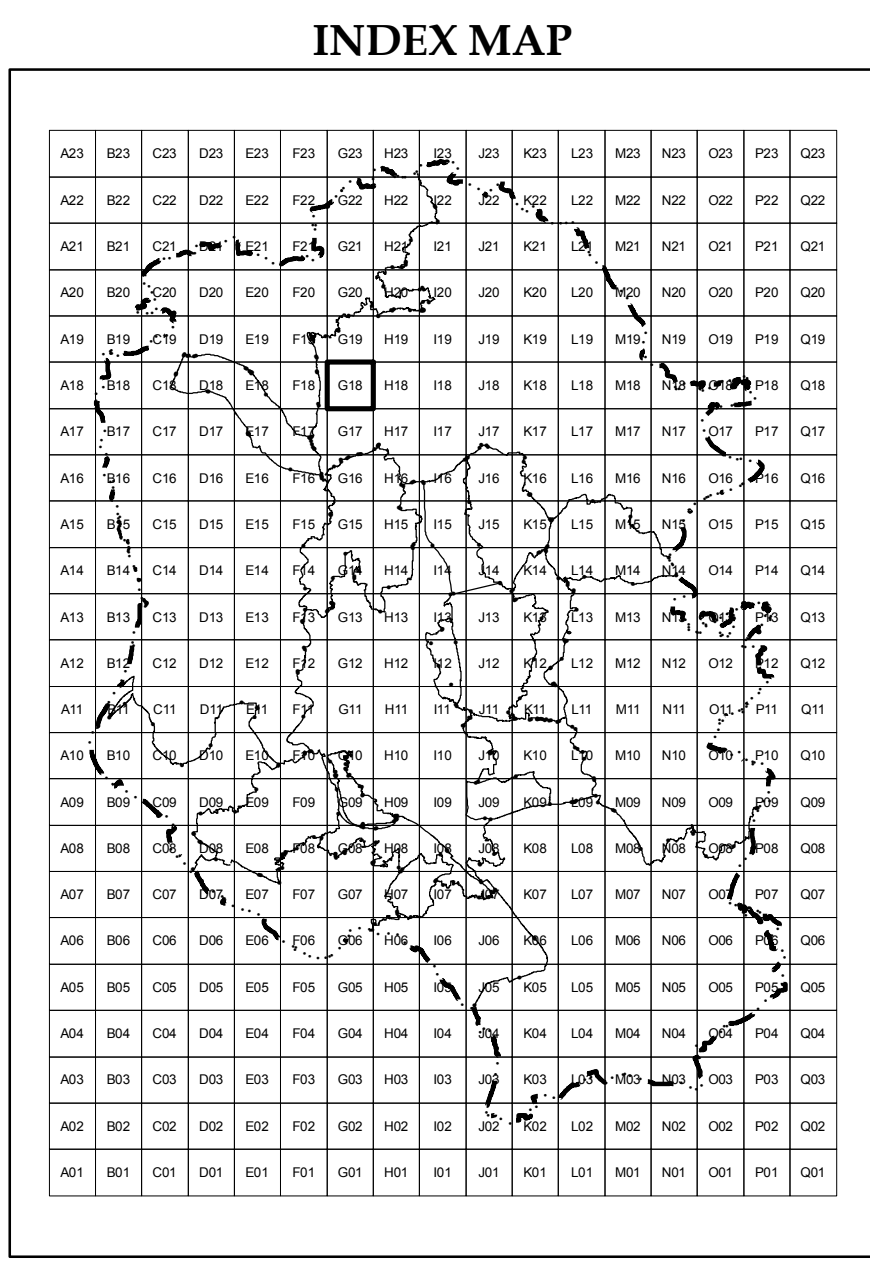 INDEX MAP
A23 B23 C23 D23 E23 F23 G23 H23 I23 J23 K23 L23 M23 N23 O23 P23 Q23
A22 B22 C22 D22 E22 F22 G22 H22 I22 J22 K22 L22 M22 N22 O22 P22 Q22
A21 B21 C21 D21 E21 F21 G21 H21 I21 J21 K21 L21 M21 N21 O21 P21 Q21
A20 B20 C20 D20 E20 F20 G20 H20 I20 J20 K20 L20 M20 N20 O20 P20 Q20
A19 B19 C19 D19 E19 F19 G19 H19 I19 J19 K19 L19 M19 N19 O19 P19 Q19
A18 B18 C18 D18 E18 F18 G18 H18 I18 J18 K18 L18 M18 N18 O18 P18 Q18
A17 B17 C17 D17 E17 F17 G17 H17 I17 J17 K17 L17 M17 N17 O17 P17 Q17
A16 B16 C16 D16 E16 F16 G16 H16 I16 J16 K16 L16 M16 N16 O16 P16 Q16
A15 B15 C15 D15 E15 F15 G15 H15 I15 J15 K15 L15 M15 N15 O15 P15 Q15
A14 B14 C14 D14 E14 F14 G14 H14 I14 J14 K14 L14 M14 N14 O14 P14 Q14
A13 B13 C13 D13 E13 F13 G13 H13 I13 J13 K13 L13 M13 N13 O13 P13 Q13
A12 B12 C12 D12 E12 F12 G12 H12 I12 J12 K12 L12 M12 N12 O12 P12 Q12
A11 B11 C11 D11 E11 F11 G11 H11 I11 J11 K11 L11 M11 N11 O11 P11 Q11
A10 B10 C10 D10 E10 F10 G10 H10 I10 J10 K10 L10 M10 N10 O10 P10 Q10
A09 B09 C09 D09 E09 F09 G09 H09 I09 J09 K09 L09 M09 N09 O09 P09 Q09
A08 B08 C08 D08 E08 F08 G08 H08 I08 J08 K08 L08 M08 N08 O08 P08 Q08
A07 B07 C07 D07 E07 F07 G07 H07 I07 J07 K07 L07 M07 N07 O07 P07 Q07
A06 B06 C06 D06 E06 F06 G06 H06 I06 J06 K06 L06 M06 N06 O06 P06 Q06
A05 B05 C05 D05 E05 F05 G05 H05 I05 J05 K05 L05 M05 N05 O05 P05 Q05
A04 B04 C04 D04 E04 F04 G04 H04 I04 J04 K04 L04 M04 N04 O04 P04 Q04
A03 B03 C03 D03 E03 F03 G03 H03 I03 J03 K03 L03 M03 N03 O03 P03 Q03
A02 B02 C02 D02 E02 F02 G02 H02 I02 J02 K02 L02 M02 N02 O02 P02 Q02
A01 B01 C01 D01 E01 F01 G01 H01 I01 J01 K01 L01 M01 N01 O01 P01 Q01